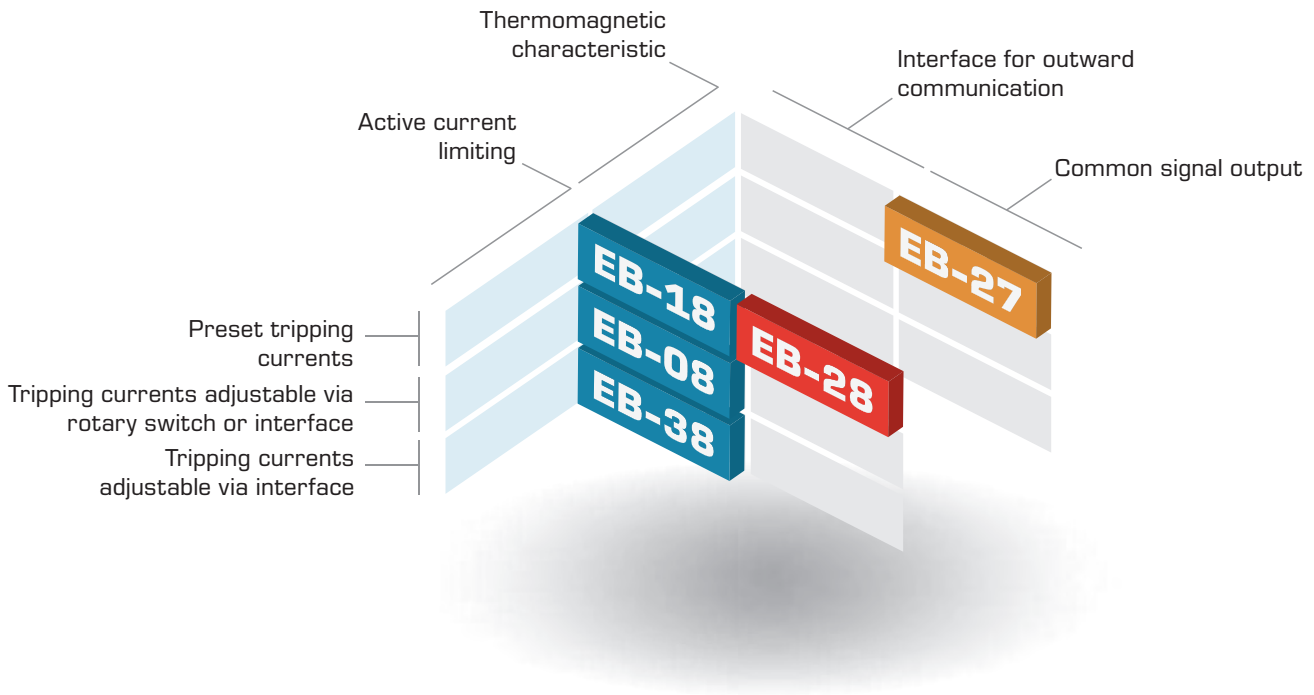 Thermomagnetic
characteristic
Interface for outward
communication
Active current
limiting
Common signal output
EB-27
EB-18
EB-28
EB-08
EB-38
Preset tripping
currents
Tripping currents adjustable via
rotary switch or interface
Tripping currents
adjustable via interface